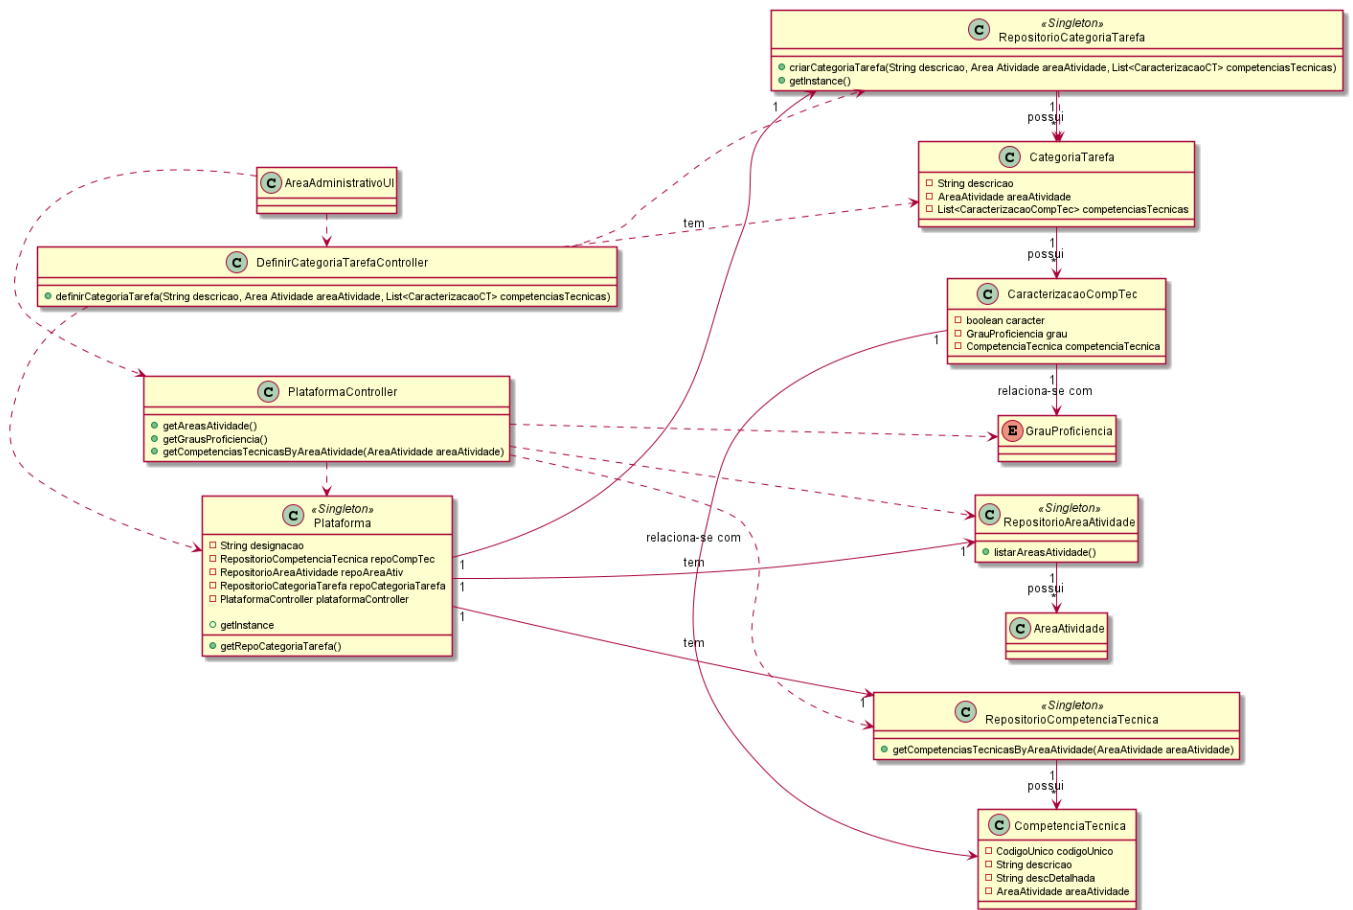 «Singleton»
C RepositorioCategoriaTarefa
criarCategoriaTarefa(String descricao, Area Atividade areaAtividade, List<CaracterizacaoCT> competenciasTecnicas)
getInstance()
1
1
possui
*
C CategoriaTarefa
String descricao
AreaAtividade areaAtividade
List<CaracterizacaoCompTec> competenciasTecnicas
C AreaAdministrativoUI
tem
C DefinirCategoriaTarefaController
definirCategoriaTarefa(String descricao, Area Atividade areaAtividade, List<CaracterizacaoCT> competenciasTecnicas)
1
possui
*
C CaracterizacaoCompTec
boolean caracter
GrauProficiencia grau
CompetenciaTecnica competenciaTecnica
1
1
relaciona-se com
C PlataformaController
getAreasAtividade()
getGrausProficiencia()
getCompetenciasTecnicasByAreaAtividade(AreaAtividade areaAtividade)
E GrauProficiencia
«Singleton»
C Plataforma
String designacao
RepositorioCompetenciaTecnica repoCompTec
RepositorioAreaAtividade repoAreaAtiv
RepositorioCategoriaTarefa repoCategoriaTarefa
PlataformaController plataformaController
getInstance
getRepoCategoriaTarefa()
1
1
1
relaciona-se com
tem
1
«Singleton»
C RepositorioAreaAtividade
listarAreasAtividade()
1
possui
*
C AreaAtividade
tem
1
«Singleton»
C RepositorioCompetenciaTecnica
getCompetenciasTecnicasByAreaAtividade(AreaAtividade areaAtividade)
1
possui
*
C CompetenciaTecnica
CodigoUnico codigoUnico
String descricao
String descDetalhada
AreaAtividade areaAtividade